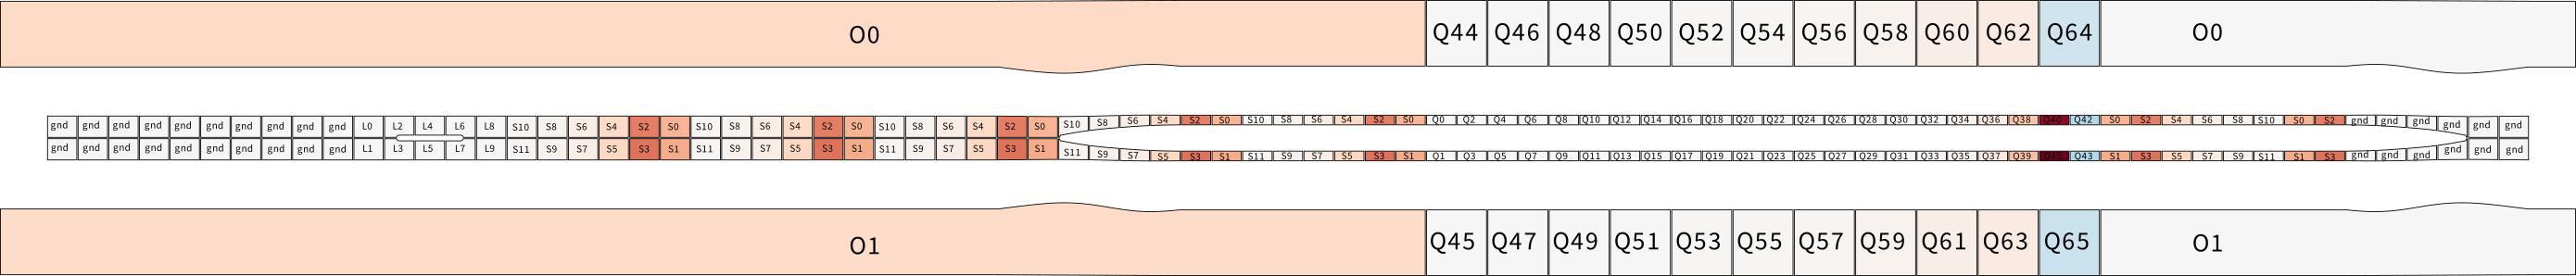 O0 Q44 Q46 Q48 Q50 Q52 Q54 Q56 Q58 Q60 Q62 Q64 O0
gnd gnd gnd gnd gnd gnd gnd gnd gnd gnd L0 L2 L4 L6 L8 S10 S8 S6 S4 S2 S0 S10 S8 S6 S4 S2 S0 S10 S8 S6 S4 S2 S0 S10 S8 S6 S4 S2 S0 S10 S8 S6 S4 S2 S0 Q0 Q2 Q4 Q6 Q8 Q10 Q12 Q14 Q16 Q18 Q20 Q22 Q24 Q26 Q28 Q30 Q32 Q34 Q36 Q38 Q40 Q42 S0 S2 S4 S6 S8 S10 S0 S2 gnd gnd gnd gnd gnd gnd
gnd gnd gnd gnd gnd gnd gnd gnd gnd gnd L1 L3 L5 L7 L9 S11 S9 S7 S5 S3 S1 S11 S9 S7 S5 S3 S1 S11 S9 S7 S5 S3 S1 S11 S9 S7 S5 S3 S1 S11 S9 S7 S5 S3 S1 Q1 Q3 Q5 Q7 Q9 Q11 Q13 Q15 Q17 Q19 Q21 Q23 Q25 Q27 Q29 Q31 Q33 Q35 Q37 Q39 Q41 Q43 S1 S3 S5 S7 S9 S11 S1 S3 gnd gnd gnd gnd gnd gnd
O1 Q45 Q47 Q49 Q51 Q53 Q55 Q57 Q59 Q61 Q63 Q65 O1